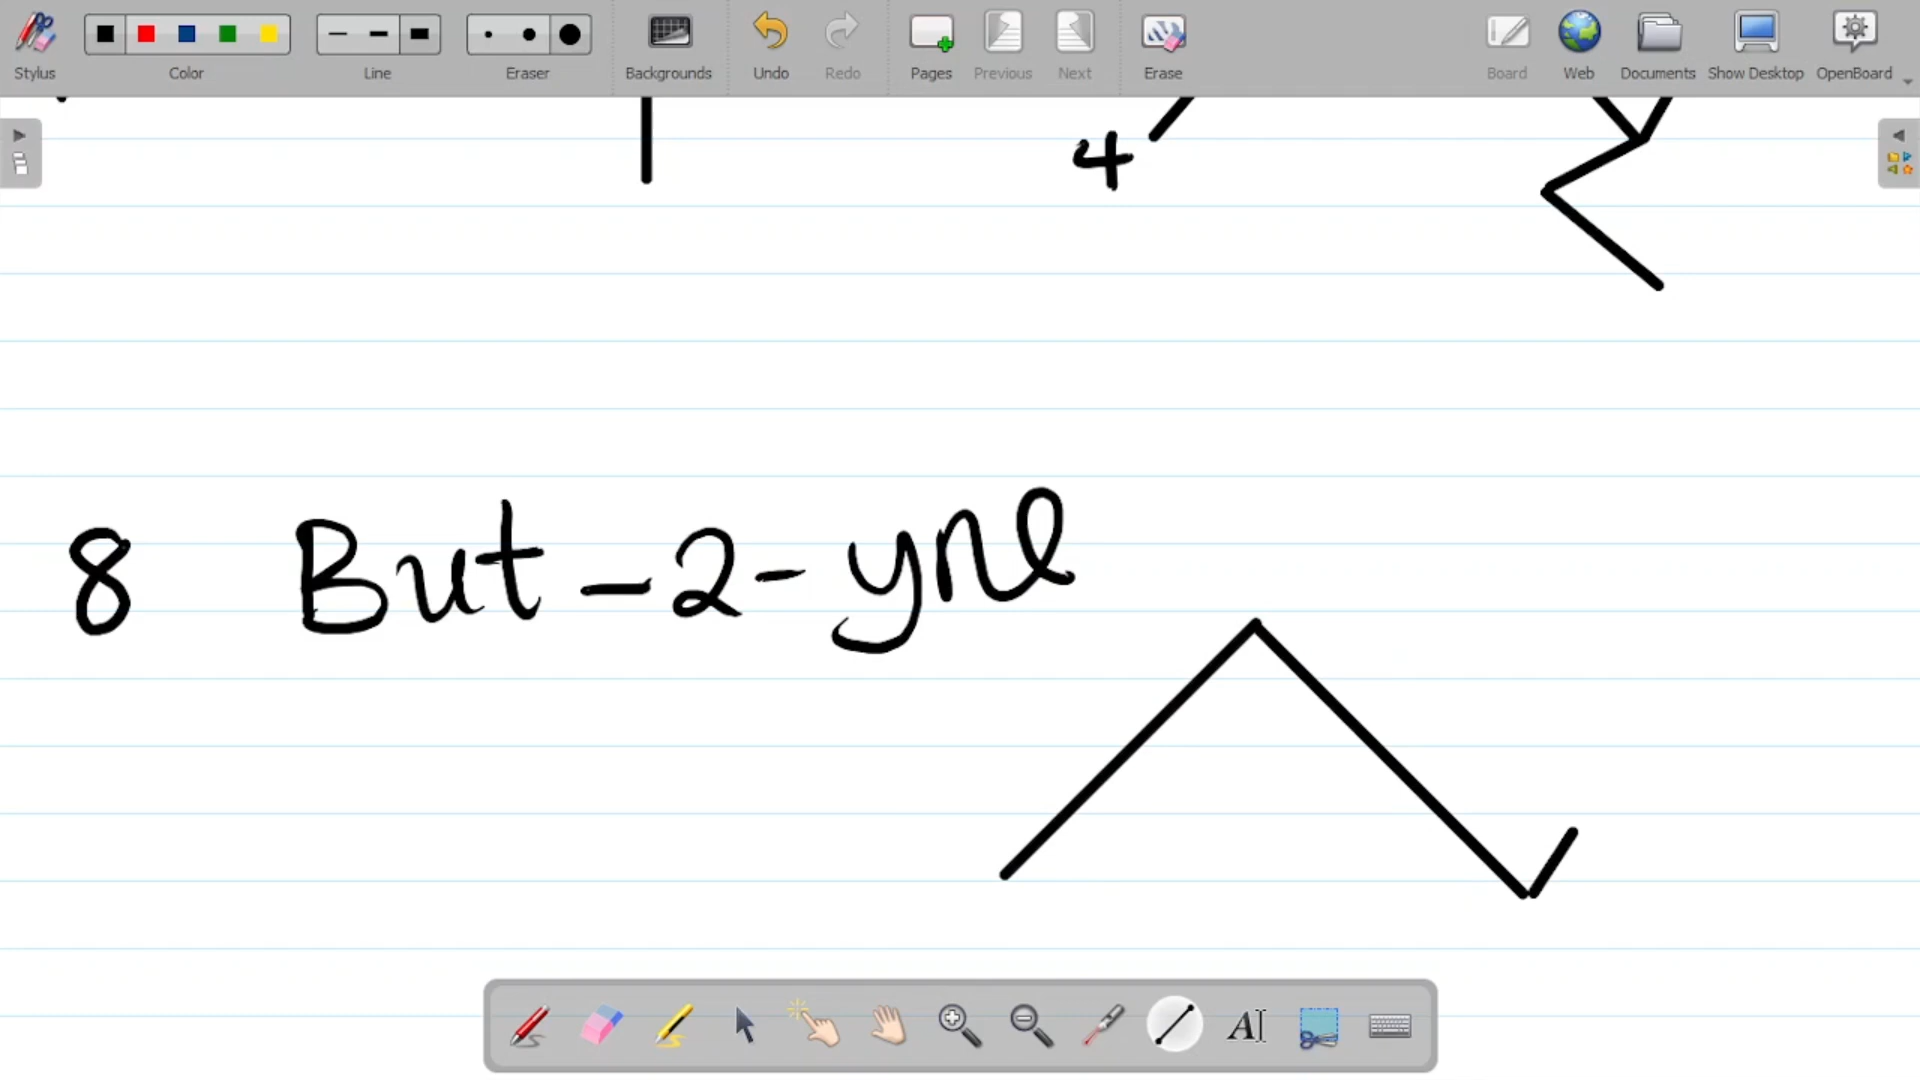 Stylus Color Line Eraser Backgrounds Undo Redo Pages Previous Next Erase Board Web Documents Show Desktop OpenBoard
4
8 But-2-yne